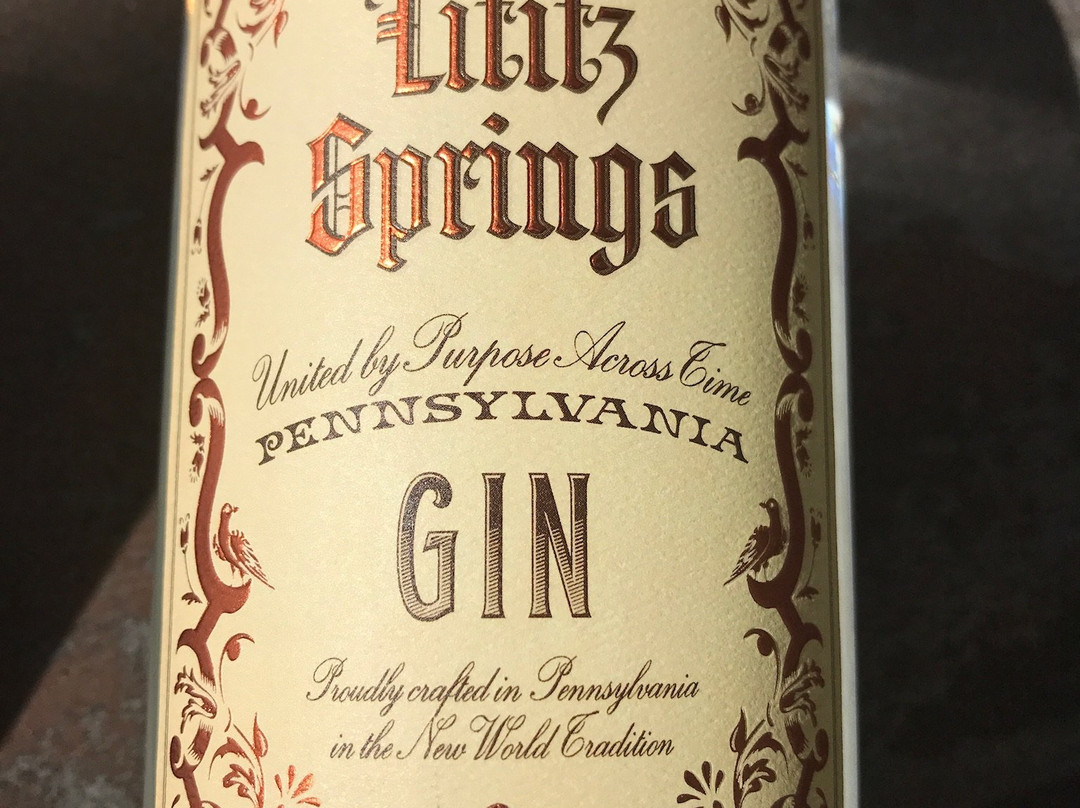 Lititz
Springs
United by Purpose Across Time
PENNSYLVANIA
GIN
Proudly crafted in Pennsylvania
in the New World Tradition